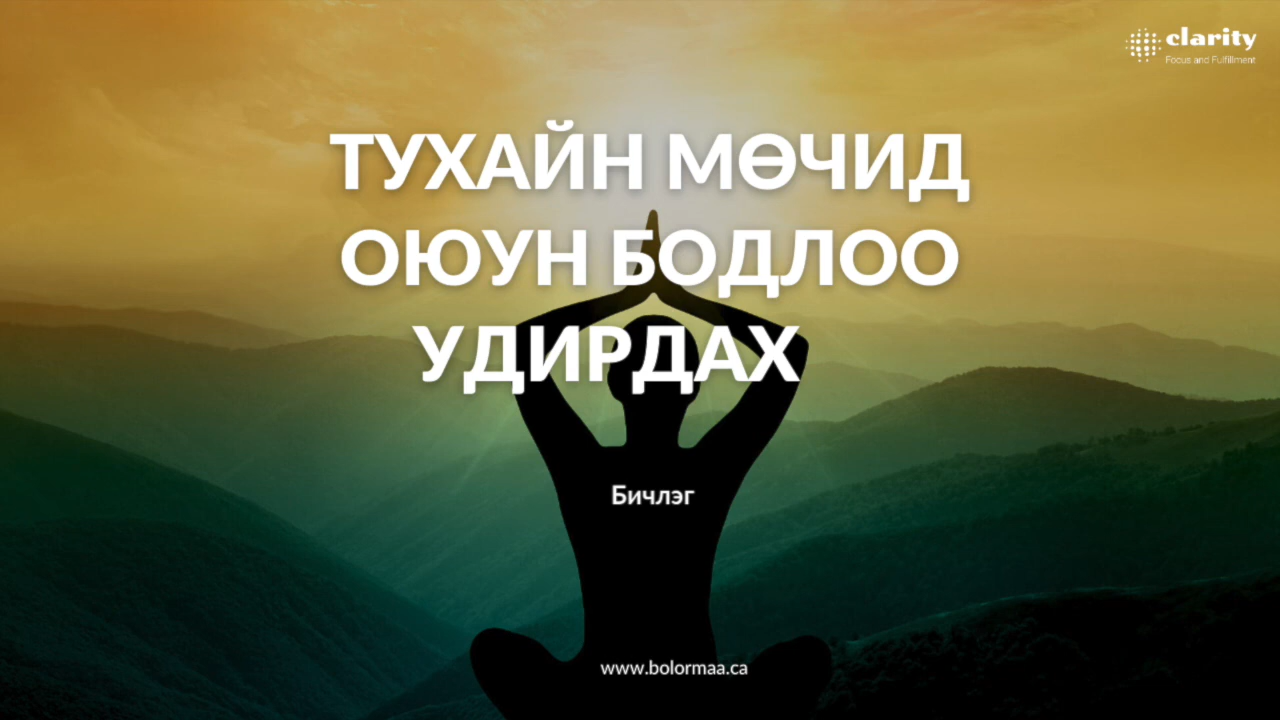 clarity
Focus and Fulfillment
ТУХАЙН МӨЧИД
ОЮУН БОДЛОО
УДИРДАХ
Бичлэг
www.bolormaa.ca